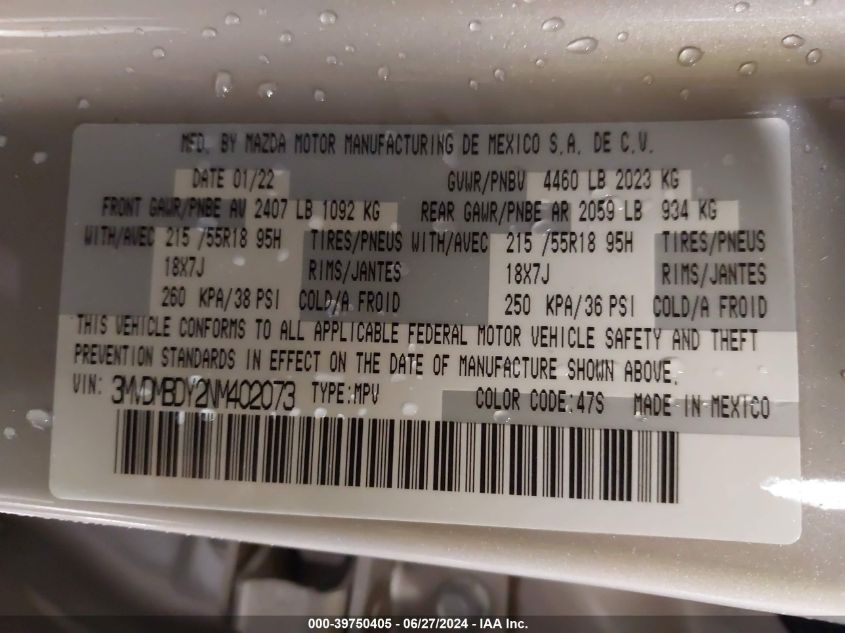 MFD. BY MAZDA MOTOR MANUFACTURING DE MEXICO S.A. DE C.V.
DATE 01/22 GVWR/PNBV 4460 LB 2023 KG
FRONT GAWR/PNBE AV 2407 LB 1092 KG REAR GAWR/PNBE AR 2059 LB 934 KG
WITH/AVEC 215 /55R18 95H TIRES/PNEUS WITH/AVEC 215 /55R18 95H TIRES/PNEUS
18X7J RIMS/JANTES 18X7J RIMS/JANTES
260 KPA/38 PSI COLD/A FROID 250 KPA/36 PSI COLD/A FROID
THIS VEHICLE CONFORMS TO ALL APPLICABLE FEDERAL MOTOR VEHICLE SAFETY AND THEFT
PREVENTION STANDARDS IN EFFECT ON THE DATE OF MANUFACTURE SHOWN ABOVE.
VIN: 3MVDMBDY2NM402073 TYPE:MPV COLOR CODE:47S MADE IN MEXICO
000-39750405 - 06/27/2024 - IAA Inc.